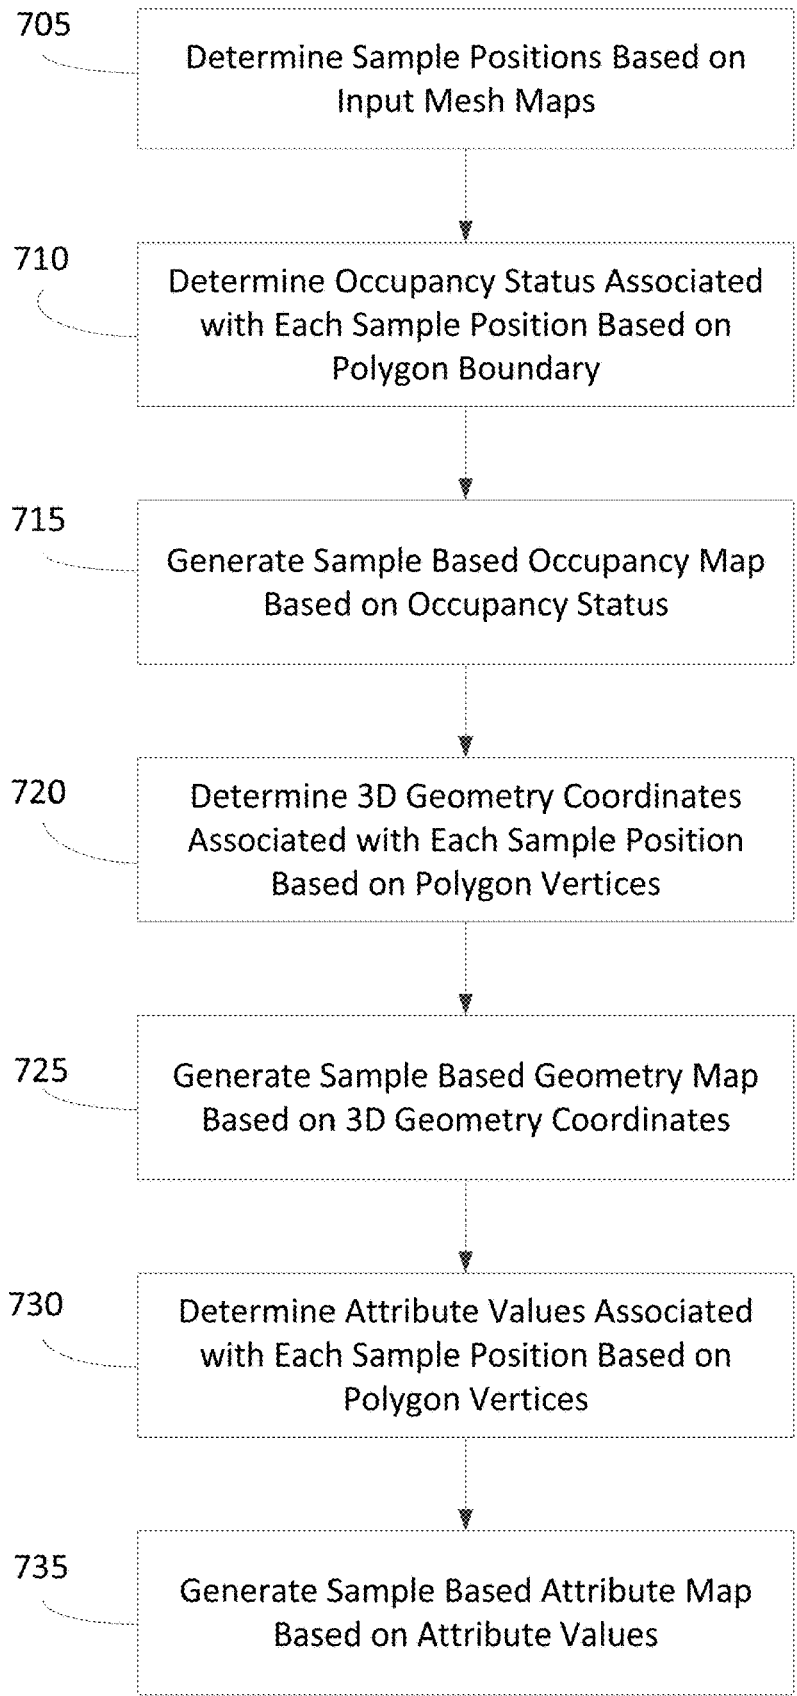 705
Determine Sample Positions Based on
Input Mesh Maps
710
Determine Occupancy Status Associated
with Each Sample Position Based on
Polygon Boundary
715
Generate Sample Based Occupancy Map
Based on Occupancy Status
720
Determine 3D Geometry Coordinates
Associated with Each Sample Position
Based on Polygon Vertices
725
Generate Sample Based Geometry Map
Based on 3D Geometry Coordinates
730
Determine Attribute Values Associated
with Each Sample Position Based on
Polygon Vertices
735
Generate Sample Based Attribute Map
Based on Attribute Values